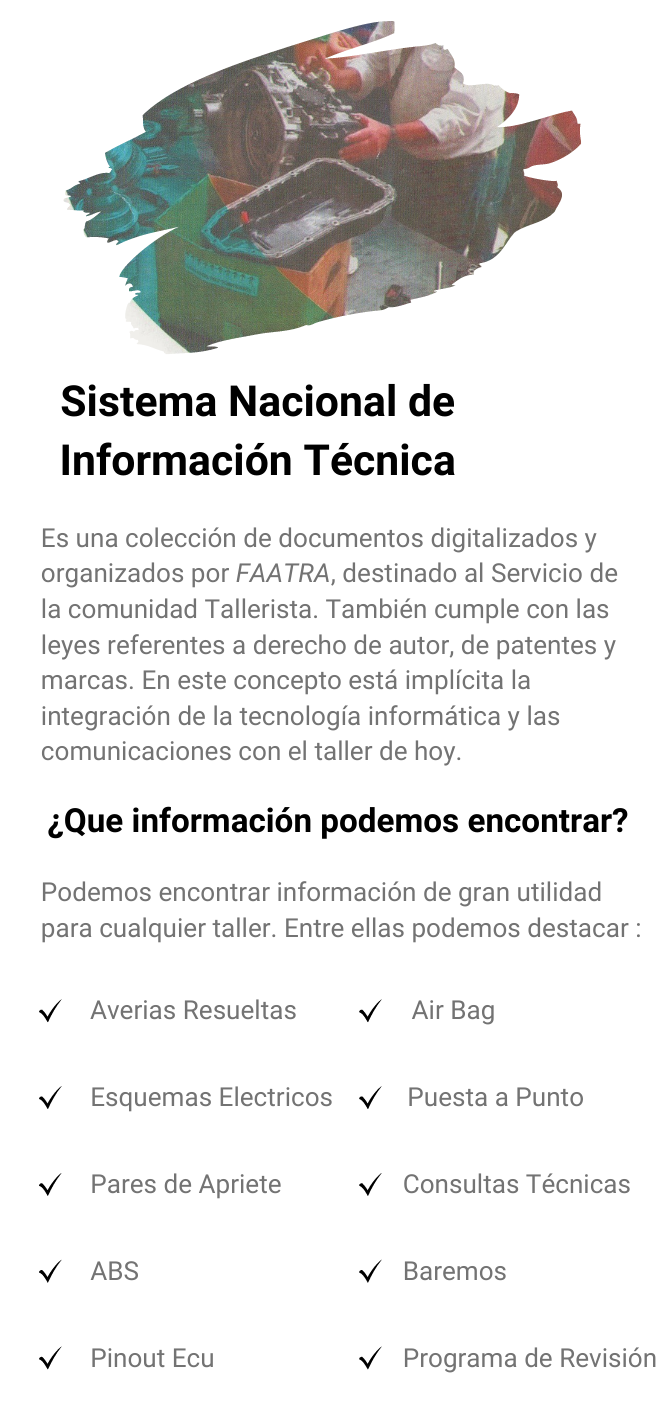 Sistema Nacional de
Información Técnica
Es una colección de documentos digitalizados y
organizados por FAATRA, destinado al Servicio de
la comunidad Tallerista. También cumple con las
leyes referentes a derecho de autor, de patentes y
marcas. En este concepto está implícita la
integración de la tecnología informática y las
comunicaciones con el taller de hoy.
¿Que información podemos encontrar?
Podemos encontrar información de gran utilidad
para cualquier taller. Entre ellas podemos destacar :
Averias Resueltas
Air Bag
Esquemas Electricos
Puesta a Punto
Pares de Apriete
Consultas Técnicas
ABS
Baremos
Pinout Ecu
Programa de Revisión